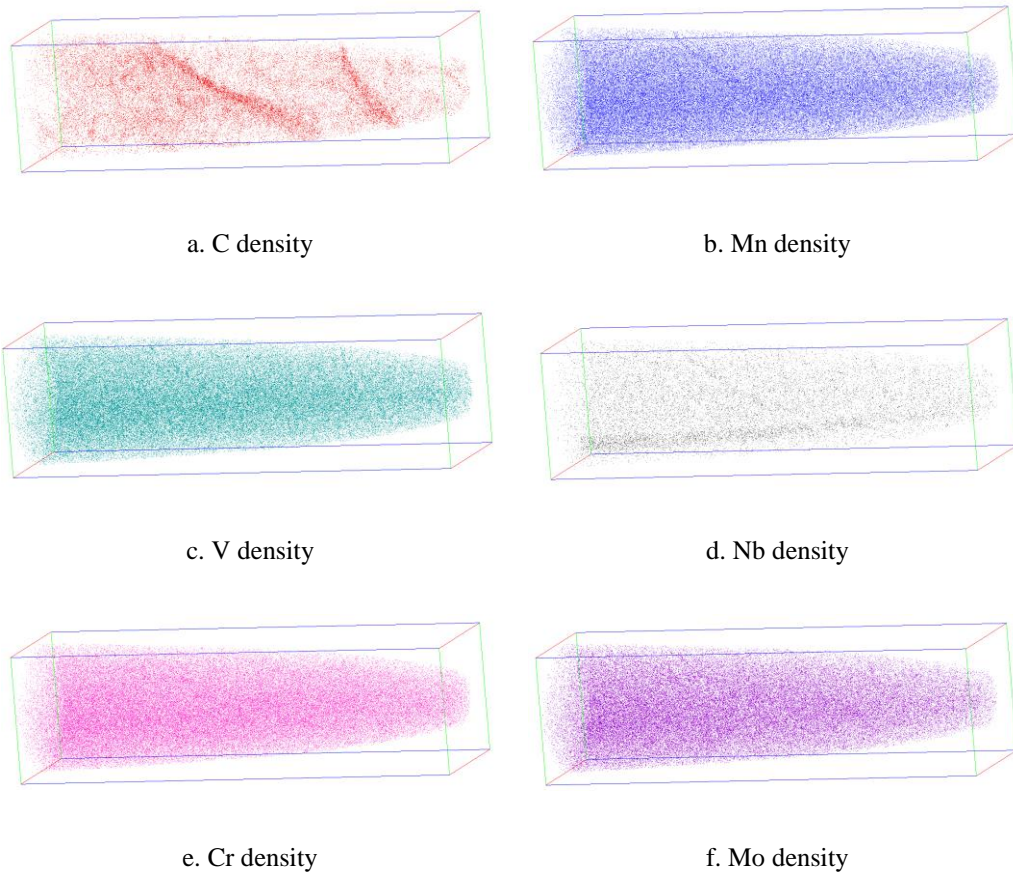 a. C density
b. Mn density
c. V density
d. Nb density
e. Cr density
f. Mo density